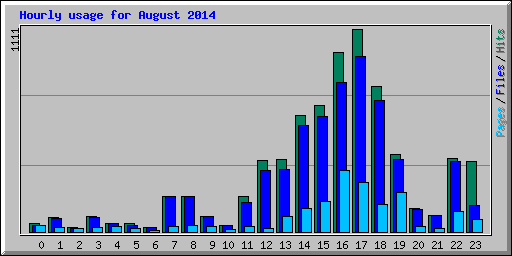 Hourly usage for August 2014
1111
Pages/Files/Hits
0 1 2 3 4 5 6 7 8 9 10 11 12 13 14 15 16 17 18 19 20 21 22 23